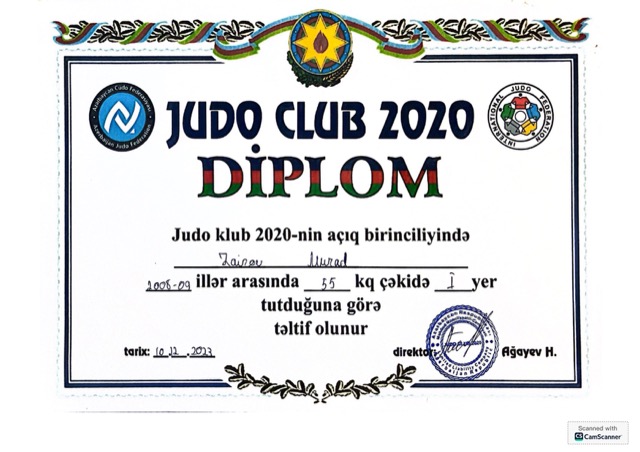 Azərbaycan Cüdo Federasiyası
Azerbaijan Judo Federation
INTERNATIONAL JUDO FEDERATION
JUDO CLUB 2020
DİPLOM
Judo klub 2020-nin açıq birinciliyində
Zairov Murad
2008-09 illər arasında 55 kq çəkidə I yer
tutduğuna görə
təltif olunur
tarix: 10.12.2023 direktor: Ağayev H.
Scanned with
CamScanner